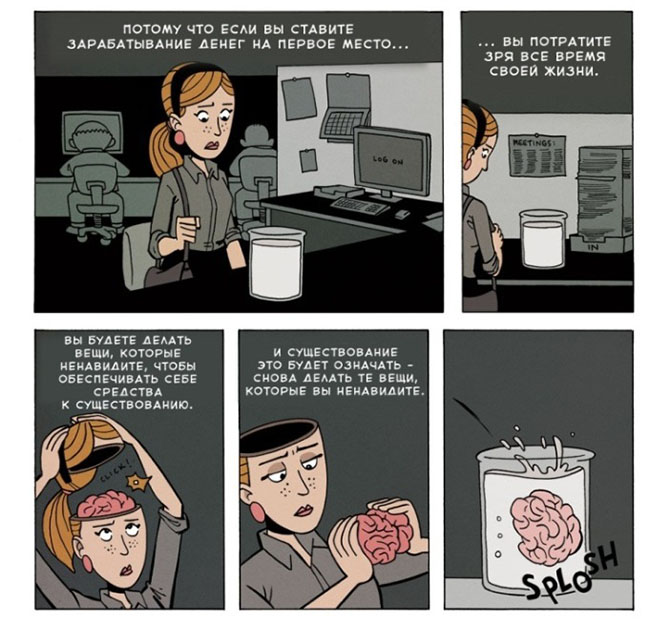 ПОТОМУ ЧТО ЕСЛИ ВЫ СТАВИТЕ
ЗАРАБАТЫВАНИЕ ДЕНЕГ НА ПЕРВОЕ МЕСТО...
LOG ON
... ВЫ ПОТРАТИТЕ
ЗРЯ ВСЕ ВРЕМЯ
СВОЕЙ ЖИЗНИ.
MEETINGS!
IN
ВЫ БУДЕТЕ ДЕЛАТЬ
ВЕЩИ, КОТОРЫЕ
НЕНАВИДИТЕ, ЧТОБЫ
ОБЕСПЕЧИВАТЬ СЕБЕ
СРЕДСТВА
К СУЩЕСТВОВАНИЮ.
CLICK!
И СУЩЕСТВОВАНИЕ
ЭТО БУДЕТ ОЗНАЧАТЬ -
СНОВА ДЕЛАТЬ ТЕ ВЕЩИ,
КОТОРЫЕ ВЫ НЕНАВИДИТЕ.
SPLOSH